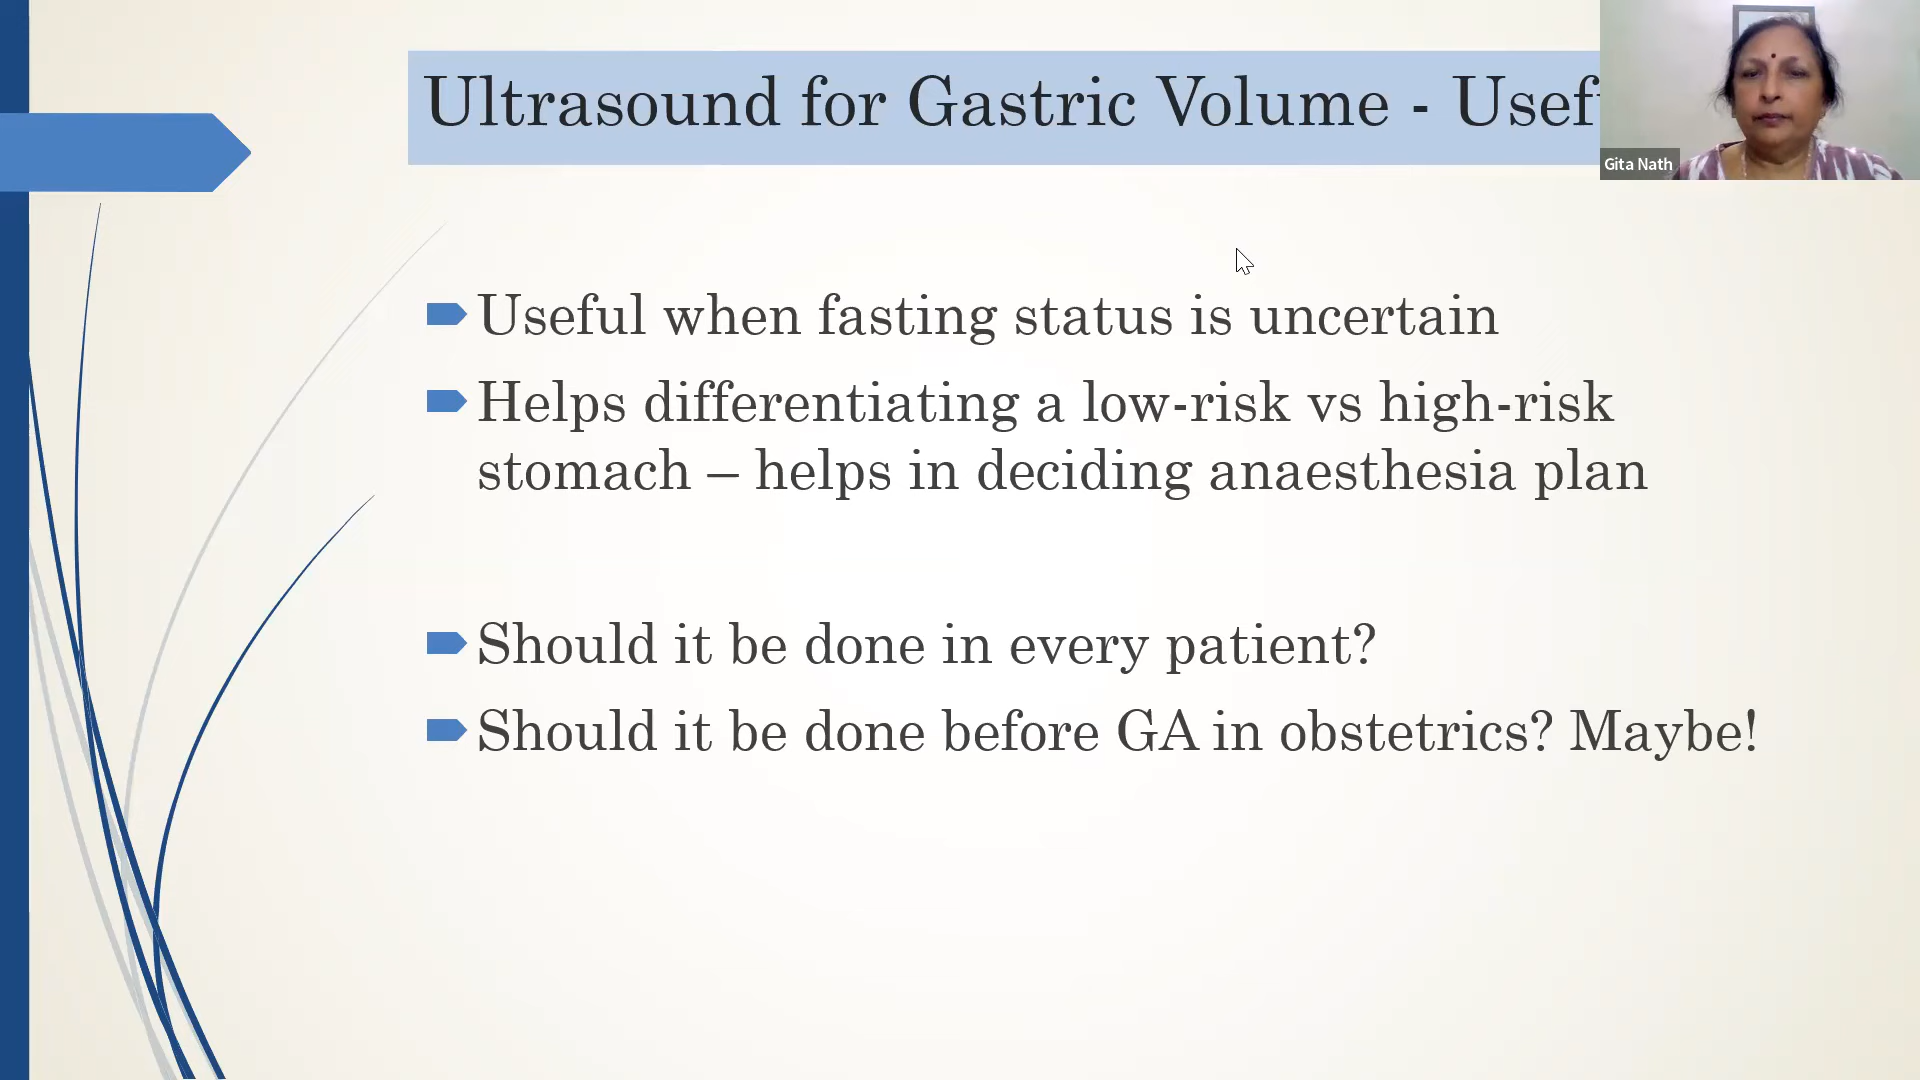 Ultrasound for Gastric Volume -
Gita Nath
Useful when fasting status is uncertain
Helps differentiating a low-risk vs high-risk
stomach – helps in deciding anaesthesia plan
Should it be done in every patient?
Should it be done before GA in obstetrics? Maybe!